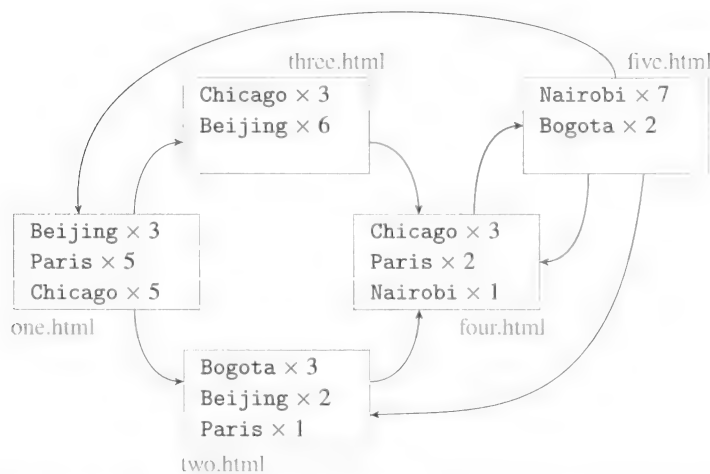 three.html
five.html
Chicago × 3
Beijing × 6
Nairobi × 7
Bogota × 2
Beijing × 3
Paris × 5
Chicago × 5
one.html
Chicago × 3
Paris × 2
Nairobi × 1
four.html
Bogota × 3
Beijing × 2
Paris × 1
two.html